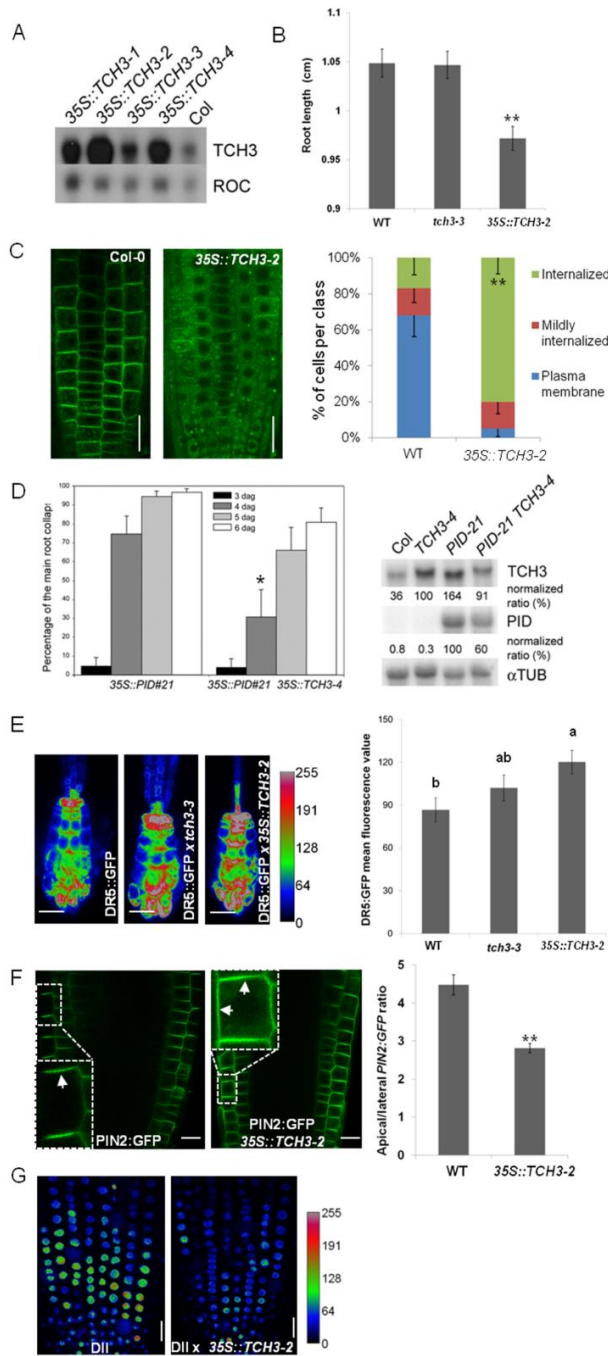 A
35S::TCH3-1
35S::TCH3-2
35S::TCH3-3
35S::TCH3-4
Col
TCH3
ROC
B
Root length (cm)
1.1
1.05
1
0.95
0.9
**
WT
tch3-3
35S::TCH3-2
C
Col-0
35S::TCH3-2
% of cells per class
100%
80%
60%
40%
20%
0%
**
WT
35S::TCH3-2
Internalized
Mildly internalized
Plasma membrane
D
Percentage of the main root collaps
100
90
80
70
60
50
40
30
20
10
0
3 dag
4 dag
5 dag
6 dag
*
35S::PID#21
35S::PID#21 35S::TCH3-4
Col
TCH3-4
PID-21
PID-21 TCH3-4
TCH3
36 100 164 91 normalized ratio (%)
PID
0.8 0.3 100 60 normalized ratio (%)
αTUB
E
DR5::GFP
DR5::GFP x tch3-3
DR5::GFP x 35S::TCH3-2
255
191
128
64
0
DR5:GFP mean fluorescence value
150
120
90
60
30
0
b
ab
a
WT
tch3-3
35S::TCH3-2
F
PIN2:GFP
PIN2:GFP
35S::TCH3-2
Apical/lateral PIN2:GFP ratio
5
4
3
2
1
0
**
WT
35S::TCH3-2
G
DII
DII x 35S::TCH3-2
255
191
128
64
0